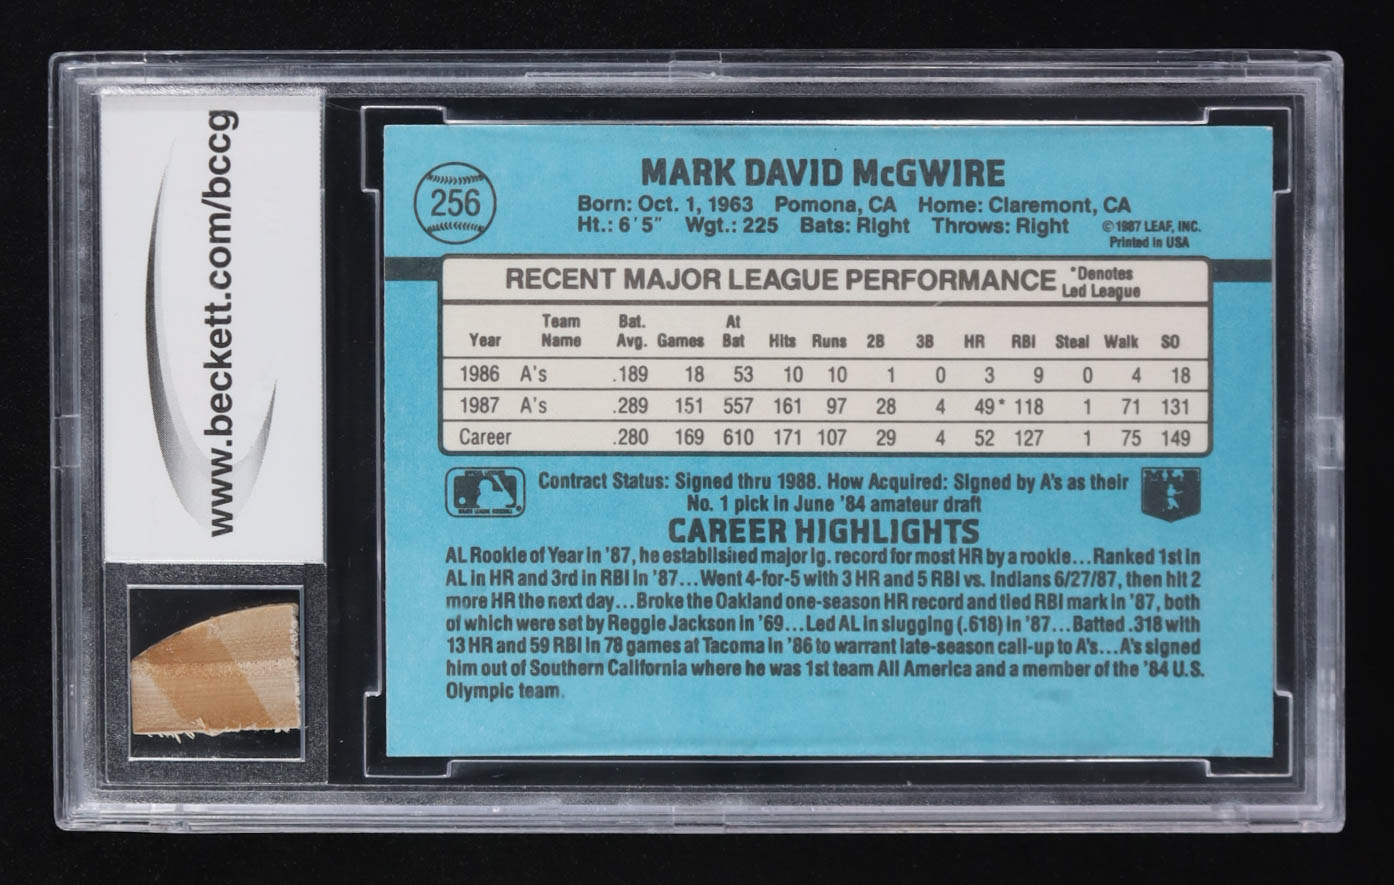 www.beckett.com/bccg
256
MARK DAVID McGWIRE
Born: Oct. 1, 1963 Pomona, CA Home: Claremont, CA
Ht.: 6'5" Wgt.: 225 Bats: Right Throws: Right
©1987 LEAF, INC.
Printed in USA
RECENT MAJOR LEAGUE PERFORMANCE *Denotes
Led League
Year Team Name Bat. Avg. Games At Bat Hits Runs 2B 3B HR RBI Steal Walk SO
1986 A's .189 18 53 10 10 1 0 3 9 0 4 18
1987 A's .289 151 557 161 97 28 4 49* 118 1 71 131
Career .280 169 610 171 107 29 4 52 127 1 75 149
Contract Status: Signed thru 1988. How Acquired: Signed by A's as their
No. 1 pick in June '84 amateur draft
MLB
CAREER HIGHLIGHTS
AL Rookie of Year in '87, he established major lg. record for most HR by a rookie...Ranked 1st in
AL in HR and 3rd in RBI in '87...Went 4-for-5 with 3 HR and 5 RBI vs. Indians 6/27/87, then hit 2
more HR the next day...Broke the Oakland one-season HR record and tied RBI mark in '87, both
of which were set by Reggie Jackson in '69...Led AL in slugging (.618) in '87...Batted .318 with
13 HR and 59 RBI in 78 games at Tacoma in '86 to warrant late-season call-up to A's...A's signed
him out of Southern California where he was 1st team All America and a member of the '84 U.S.
Olympic team.